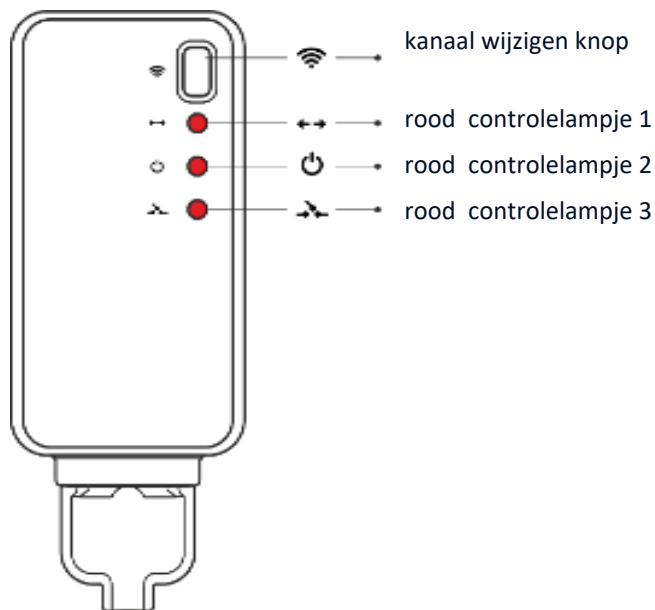 kanaal wijzigen knop
rood controlelampje 1
rood controlelampje 2
rood controlelampje 3